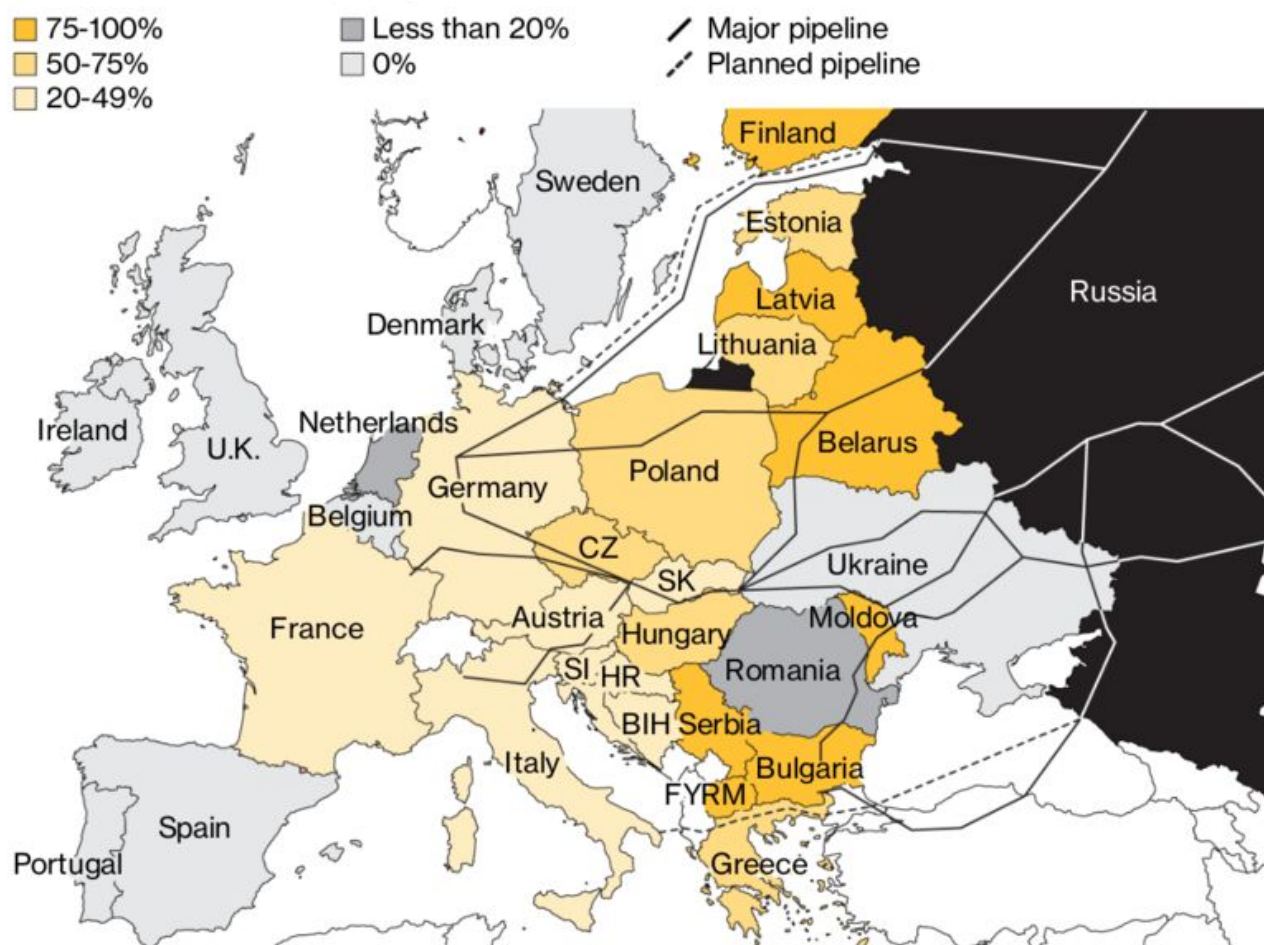 75-100%
50-75%
20-49%
Less than 20%
0%
Major pipeline
Planned pipeline
Finland
Sweden
Estonia
Russia
Latvia
Denmark
Lithuania
Netherlands
Ireland
U.K.
Belarus
Poland
Germany
Belgium
CZ
Ukraine
SK
Austria
Moldova
France
Hungary
SI
HR
Romania
BIH
Serbia
Italy
Bulgaria
FYRM
Spain
Portugal
Greece